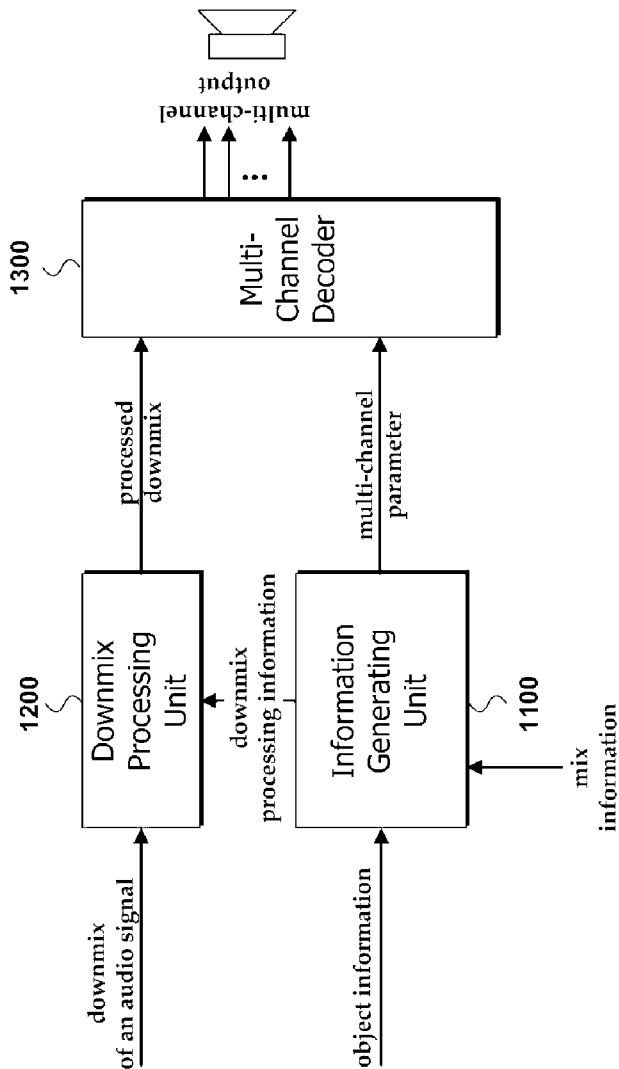 downmix
of an audio signal
1200
Downmix
Processing
Unit
processed
downmix
1300
Multi-
Channel
Decoder
...
multi-channel
output
downmix
processing information
object information
Information
Generating
Unit
1100
mix
information
multi-channel
parameter